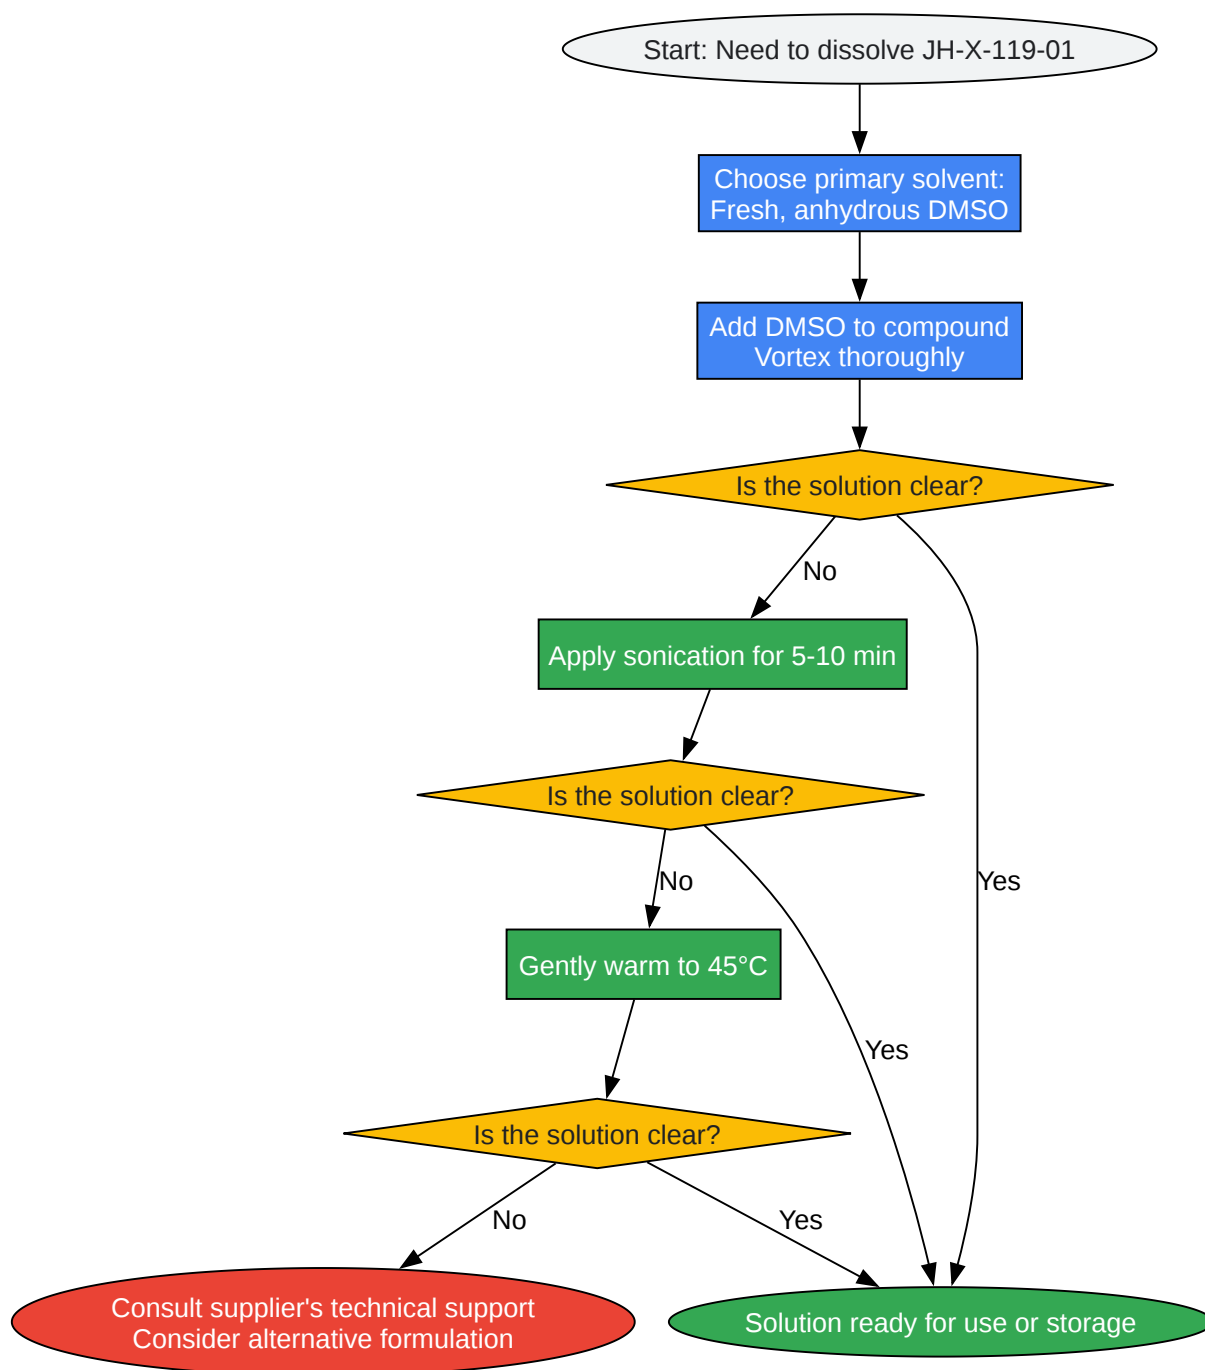 Start: Need to dissolve JH-X-119-01
Choose primary solvent:
Fresh, anhydrous DMSO
Add DMSO to compound
Vortex thoroughly
Is the solution clear?
No
Apply sonication for 5-10 min
Is the solution clear?
No
Yes
Gently warm to 45°C
Yes
Is the solution clear?
No
Yes
Consult supplier's technical support
Consider alternative formulation
Solution ready for use or storage